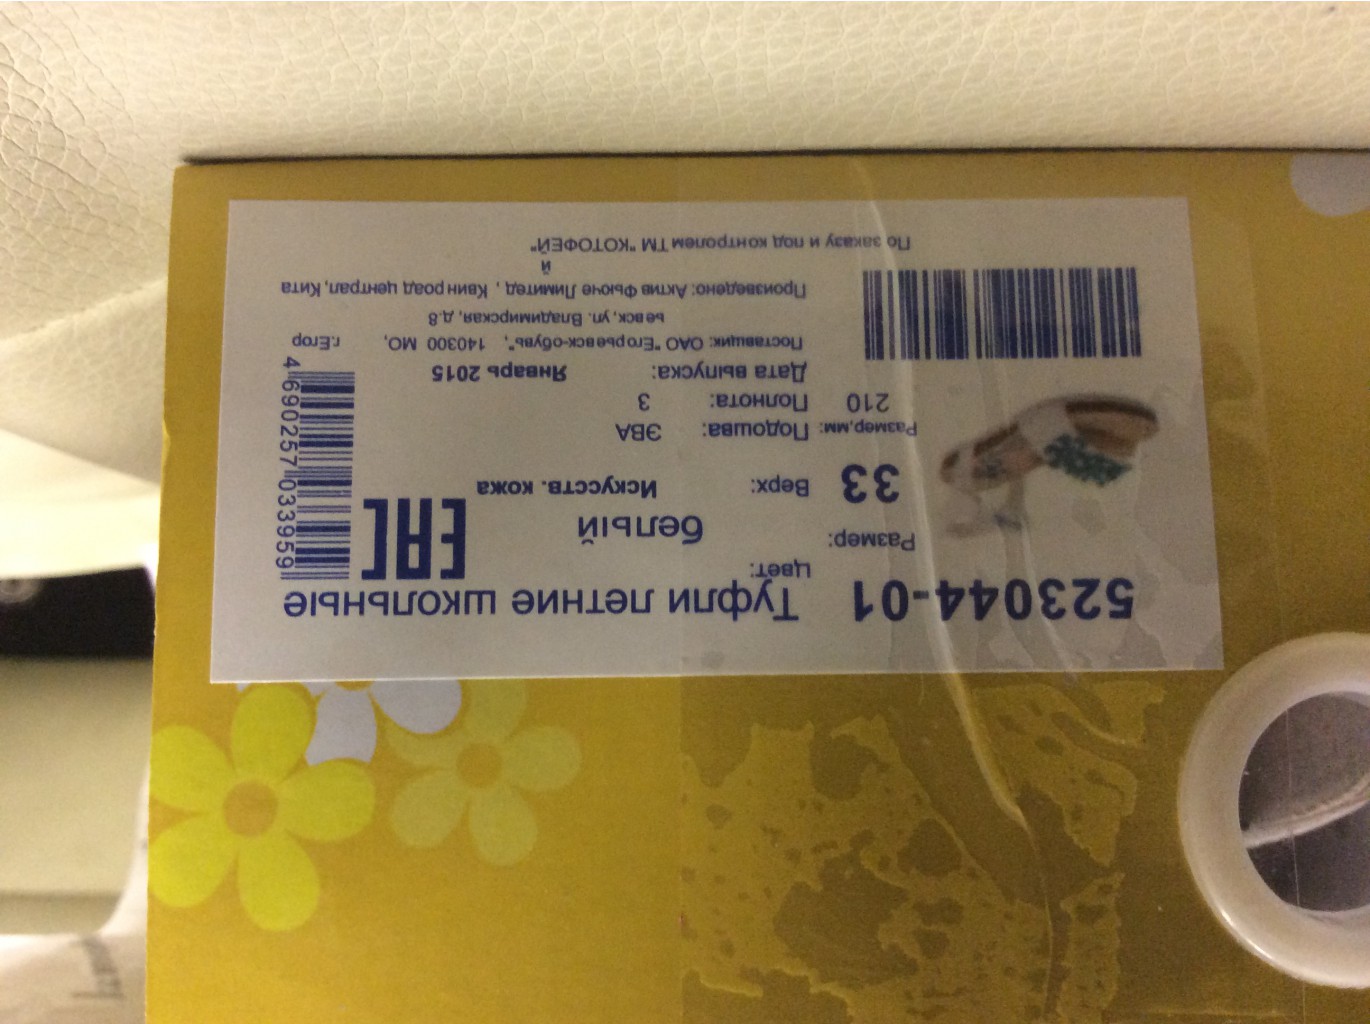 523044-01 Туфли летние школьные
Размер: Цвет:
белый
33 Верх: Искусств. кожа
ЕАС
Размер,мм: Подошва: ЭВА
210 Полнота: 3
Дата выпуска: Январь 2015
Поставщик: ОАО "Егорьевск-обувь", 140300 МО, г.Егор
ьевск, ул. Владимирская, д.8
Произведено: Актив Фьюче Лимитед , Квин роад централ, Кита
й
По заказу и под контролем ТМ "КОТОФЕЙ"
4690257033959